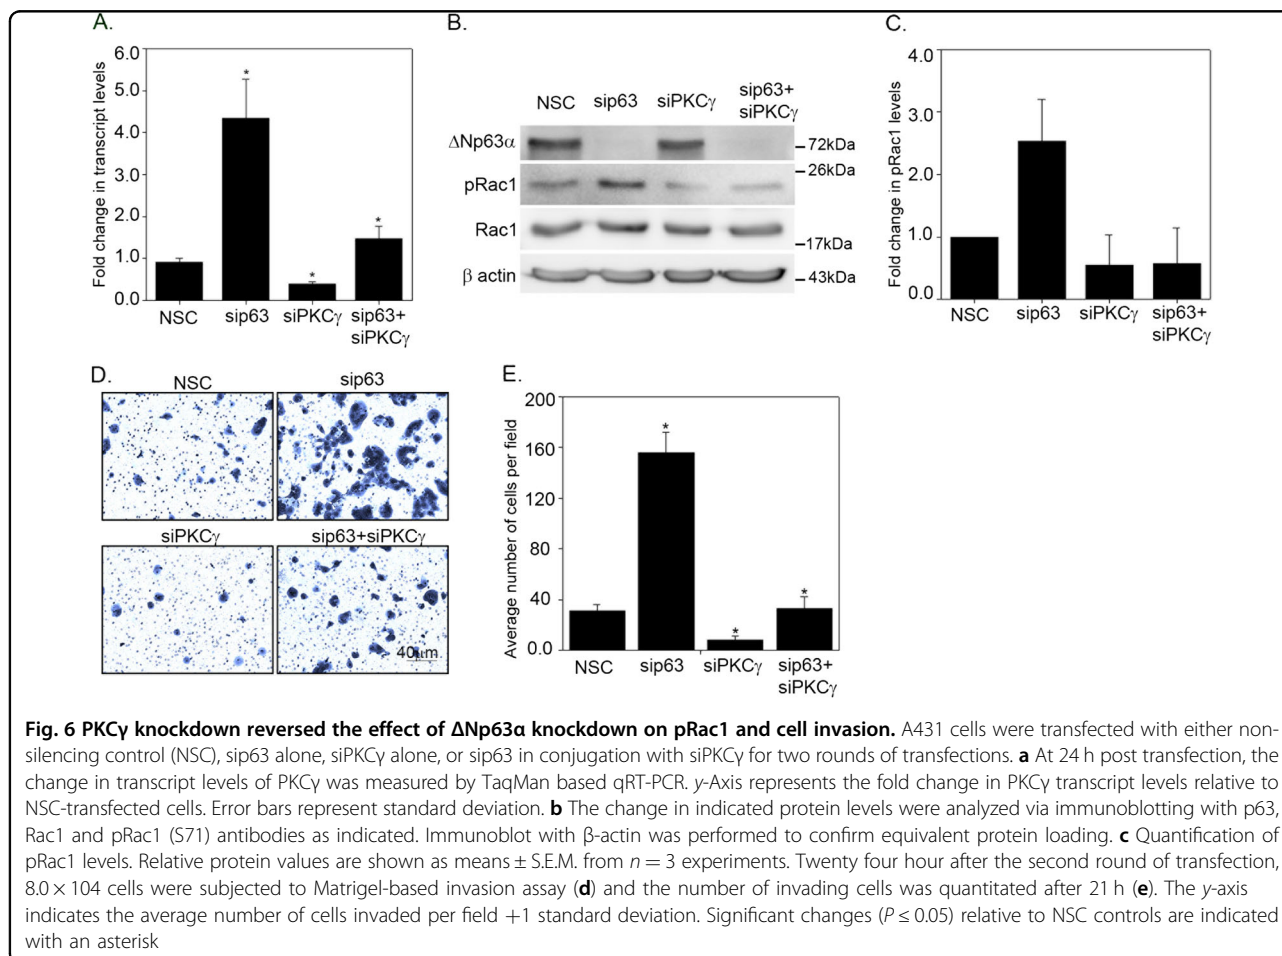 A.
6.0
5.0
4.0
3.0
2.0
1.0
0.0
Fold change in transcript levels
*
*
*
NSC
sip63
siPKCγ
sip63+
siPKCγ
B.
NSC
sip63
siPKCγ
sip63+
siPKCγ
ΔNp63α
72kDa
26kDa
pRac1
Rac1
17kDa
β actin
43kDa
C.
4.0
3.0
2.0
1.0
0.0
Fold change in pRac1 levels
NSC
sip63
siPKCγ
sip63+
siPKCγ
D.
NSC
sip63
siPKCγ
sip63+siPKCγ
40μm
E.
200
160
120
80
40
0.0
Average number of cells per field
*
*
*
NSC
sip63
siPKCγ
sip63+
siPKCγ
Fig. 6 PKCγ knockdown reversed the effect of ΔNp63α knockdown on pRac1 and cell invasion. A431 cells were transfected with either non-
silencing control (NSC), sip63 alone, siPKCγ alone, or sip63 in conjugation with siPKCγ for two rounds of transfections. a At 24 h post transfection, the
change in transcript levels of PKCγ was measured by TaqMan based qRT-PCR. y-Axis represents the fold change in PKCγ transcript levels relative to
NSC-transfected cells. Error bars represent standard deviation. b The change in indicated protein levels were analyzed via immunoblotting with p63,
Rac1 and pRac1 (S71) antibodies as indicated. Immunoblot with β-actin was performed to confirm equivalent protein loading. c Quantification of
pRac1 levels. Relative protein values are shown as means ± S.E.M. from n = 3 experiments. Twenty four hour after the second round of transfection,
8.0 × 104 cells were subjected to Matrigel-based invasion assay (d) and the number of invading cells was quantitated after 21 h (e). The y-axis
indicates the average number of cells invaded per field +1 standard deviation. Significant changes (P ≤ 0.05) relative to NSC controls are indicated
with an asterisk